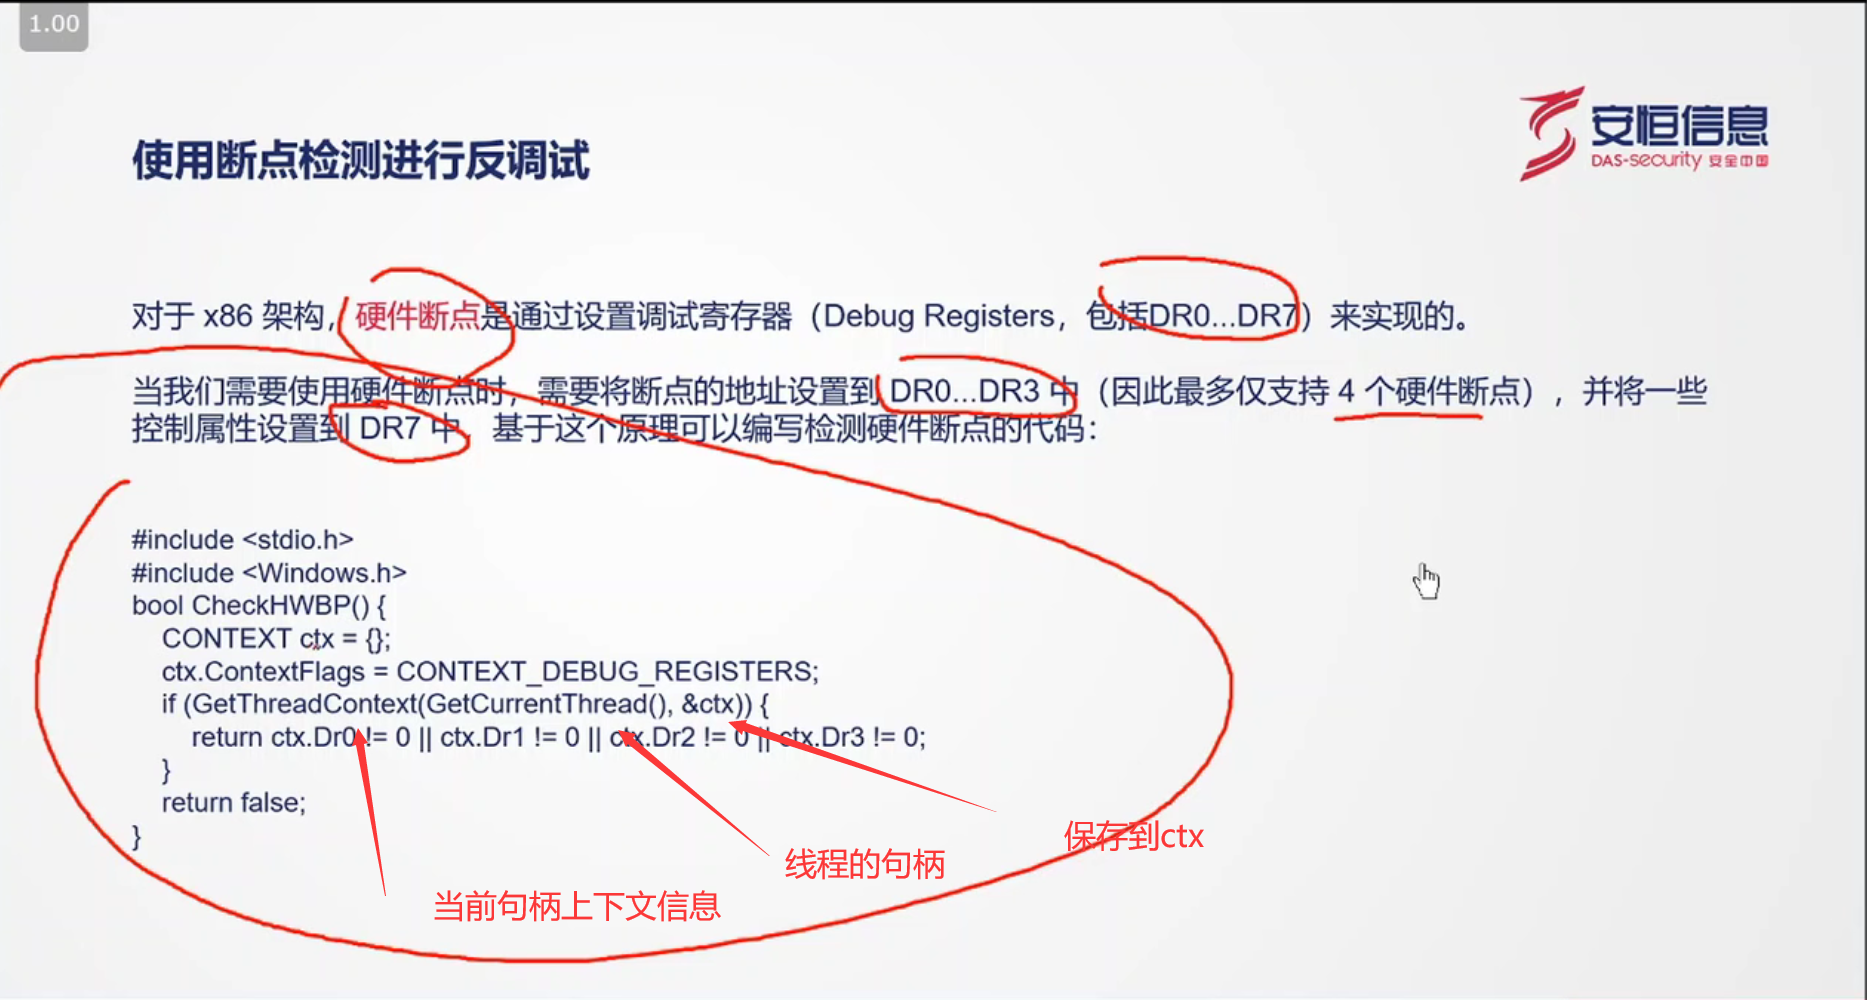 1.00
安恒信息
DAS-security 安全中国
使用断点检测进行反调试
对于 x86 架构，硬件断点是通过设置调试寄存器（Debug Registers，包括DR0...DR7）来实现的。
当我们需要使用硬件断点时，需要将断点的地址设置到 DR0...DR3 中（因此最多仅支持 4 个硬件断点），并将一些
控制属性设置到 DR7 中，基于这个原理可以编写检测硬件断点的代码：
#include <stdio.h>
#include <Windows.h>
bool CheckHWBP() {
CONTEXT ctx = {};
ctx.ContextFlags = CONTEXT_DEBUG_REGISTERS;
if (GetThreadContext(GetCurrentThread(), &ctx)) {
return ctx.Dr0 != 0 || ctx.Dr1 != 0 || ctx.Dr2 != 0 || ctx.Dr3 != 0;
}
return false;
}
保存到ctx
线程的句柄
当前句柄上下文信息